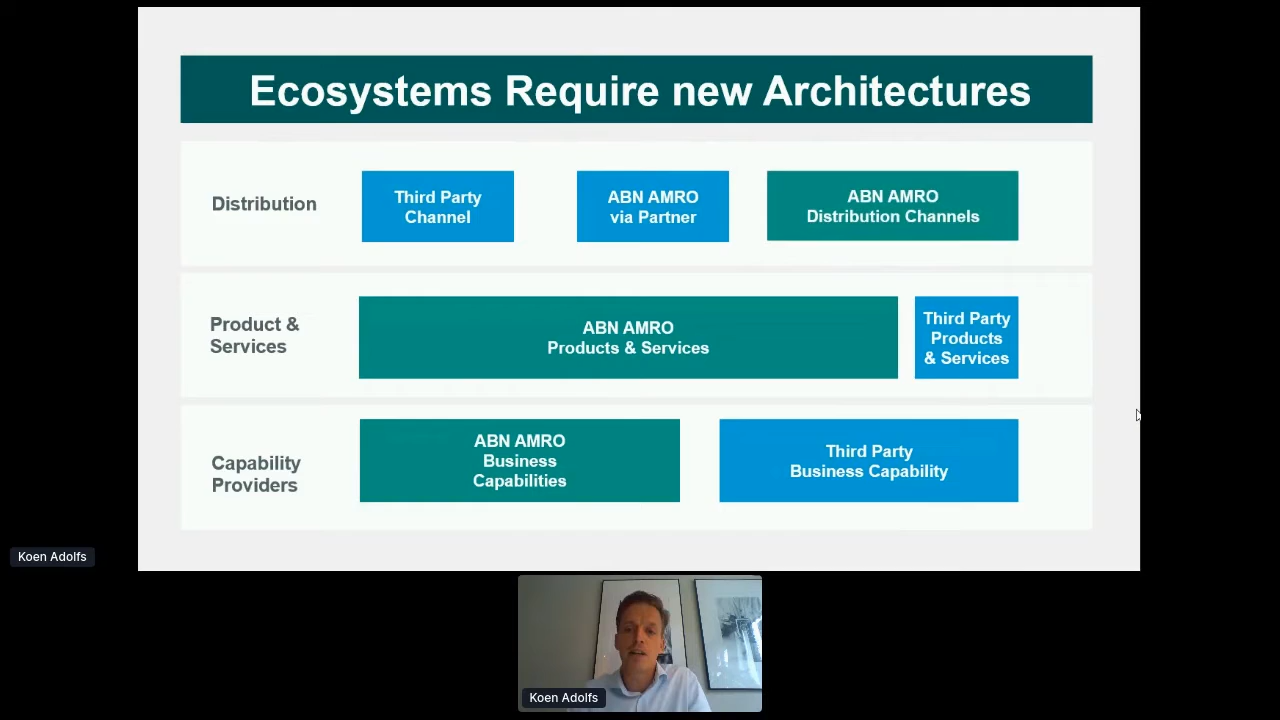 Ecosystems Require new Architectures
Distribution
Third Party
Channel
ABN AMRO
via Partner
ABN AMRO
Distribution Channels
Product &
Services
ABN AMRO
Products & Services
Third Party
Products
& Services
Capability
Providers
ABN AMRO
Business
Capabilities
Third Party
Business Capability
Koen Adolfs
Koen Adolfs